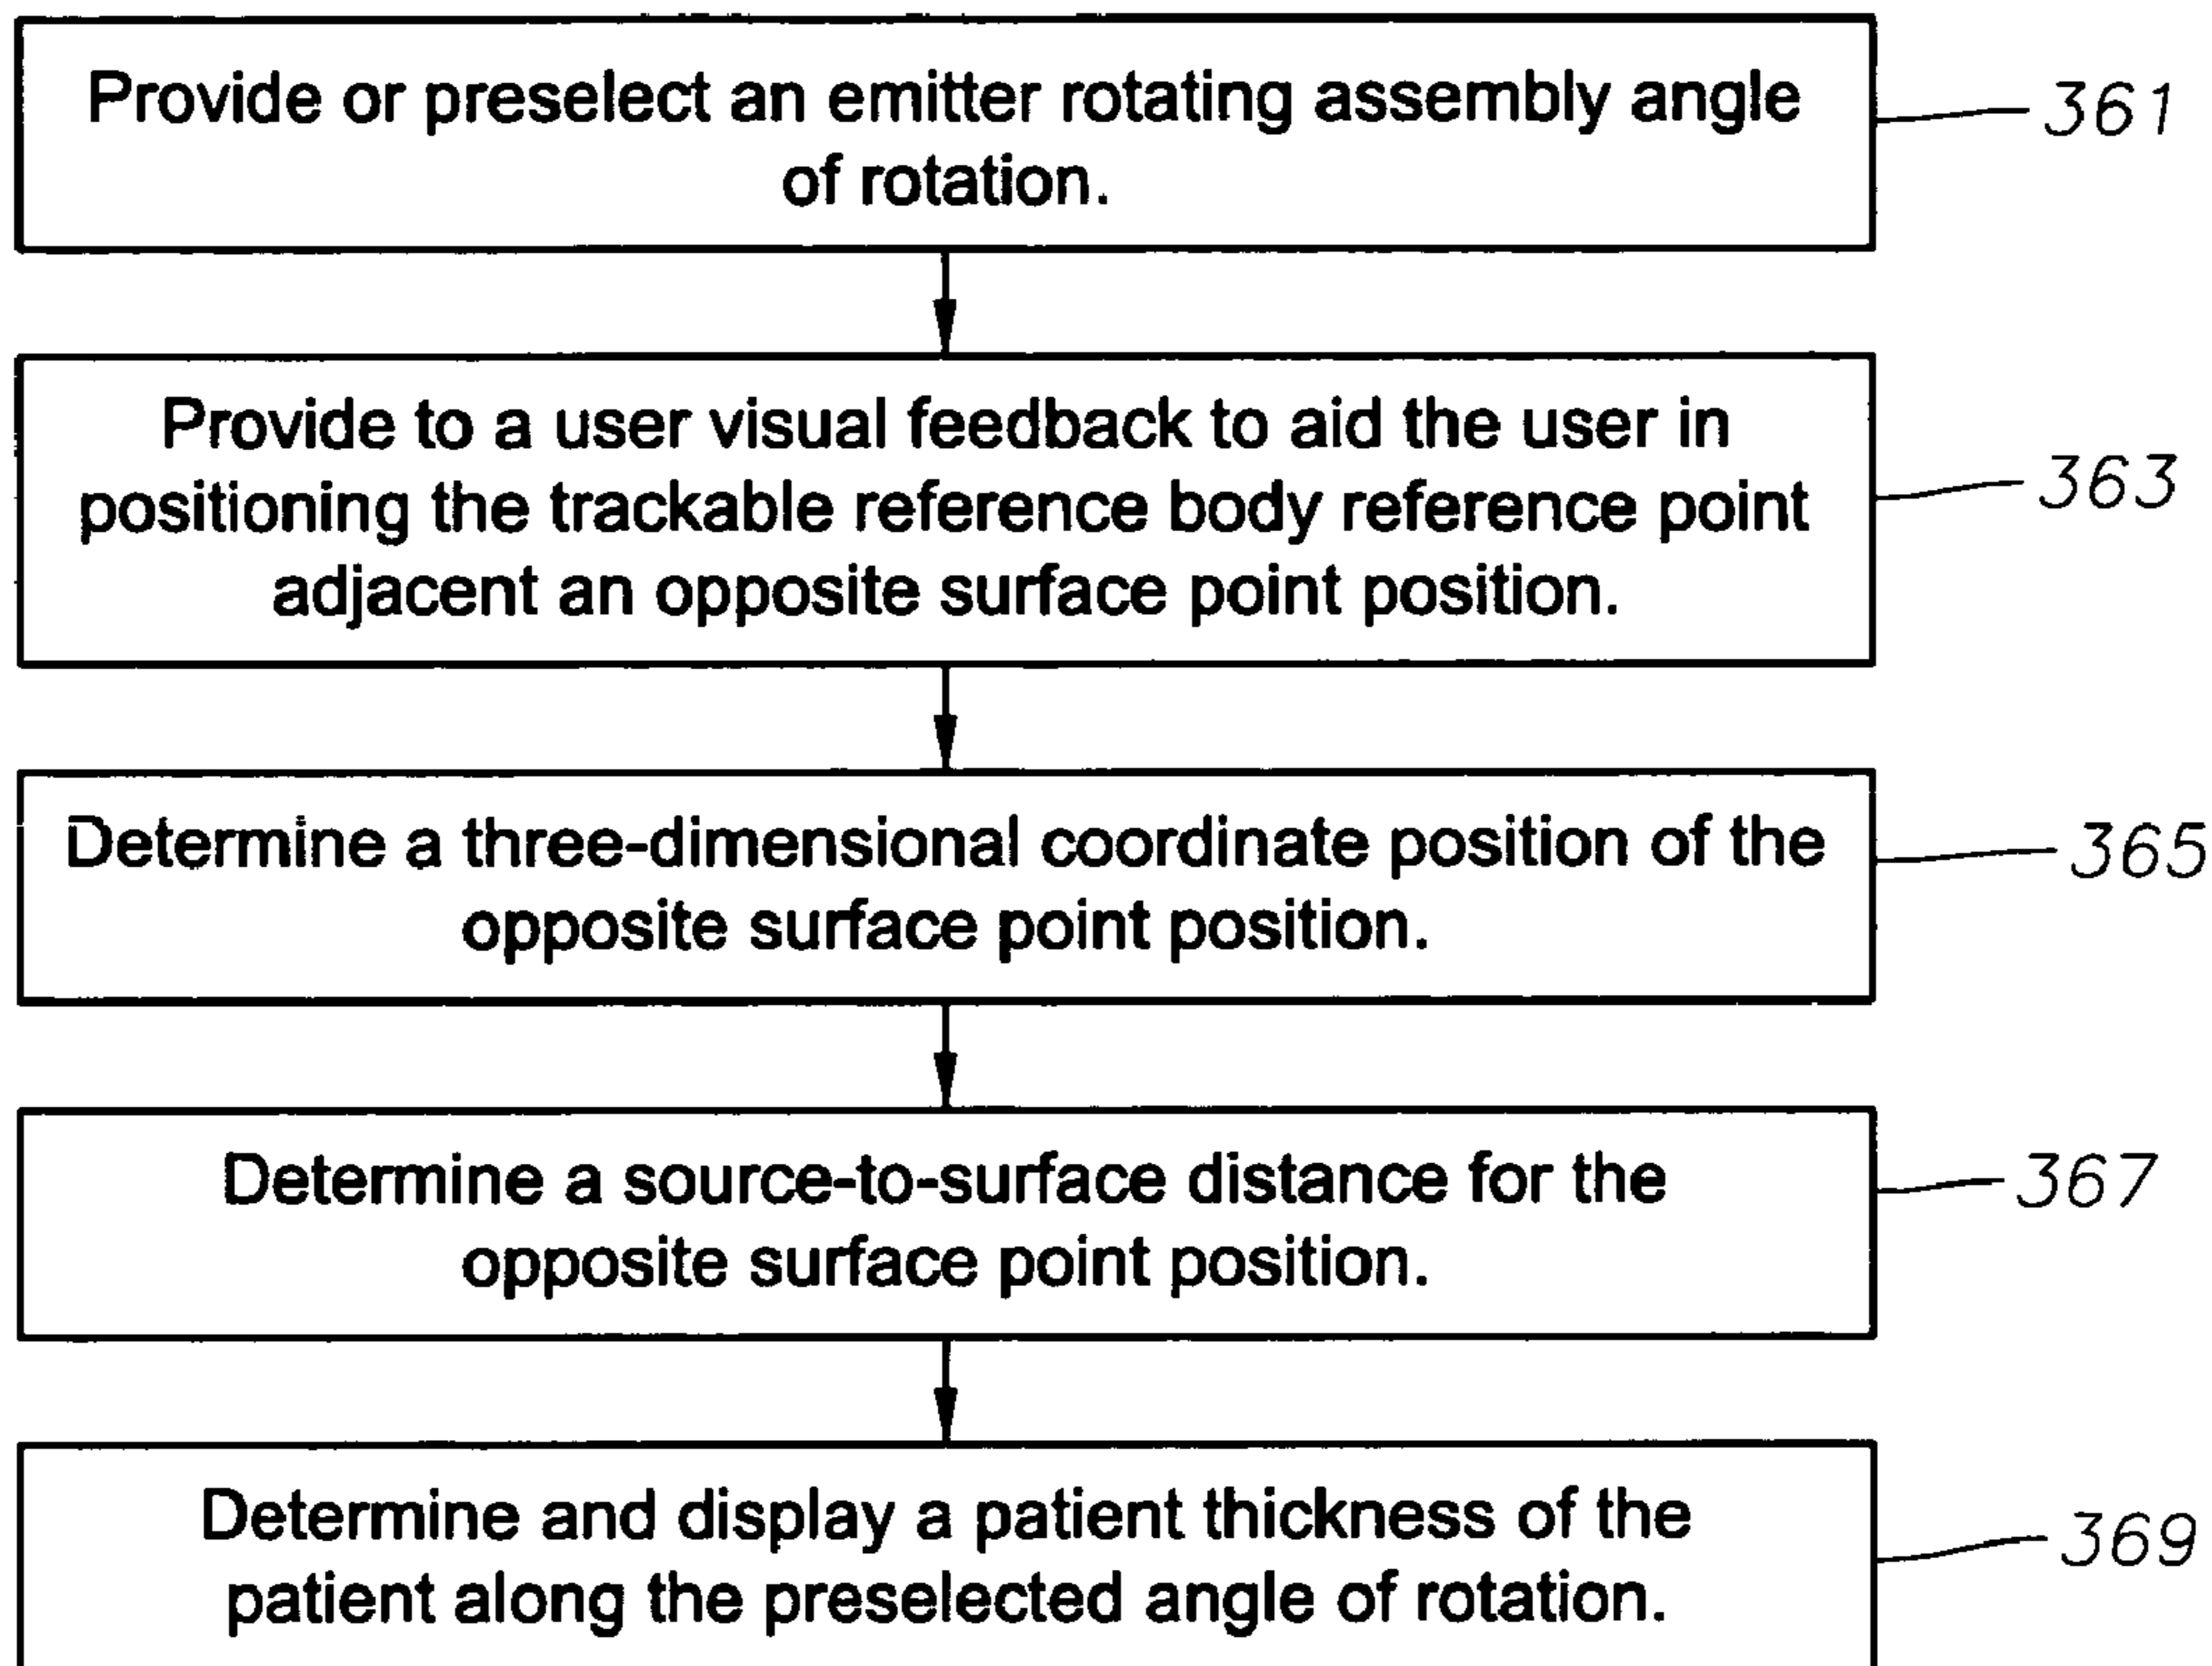 Provide or preselect an emitter rotating assembly angle
of rotation.
361
Provide to a user visual feedback to aid the user in
positioning the trackable reference body reference point
adjacent an opposite surface point position.
363
Determine a three-dimensional coordinate position of the
opposite surface point position.
365
Determine a source-to-surface distance for the
opposite surface point position.
367
Determine and display a patient thickness of the
patient along the preselected angle of rotation.
369